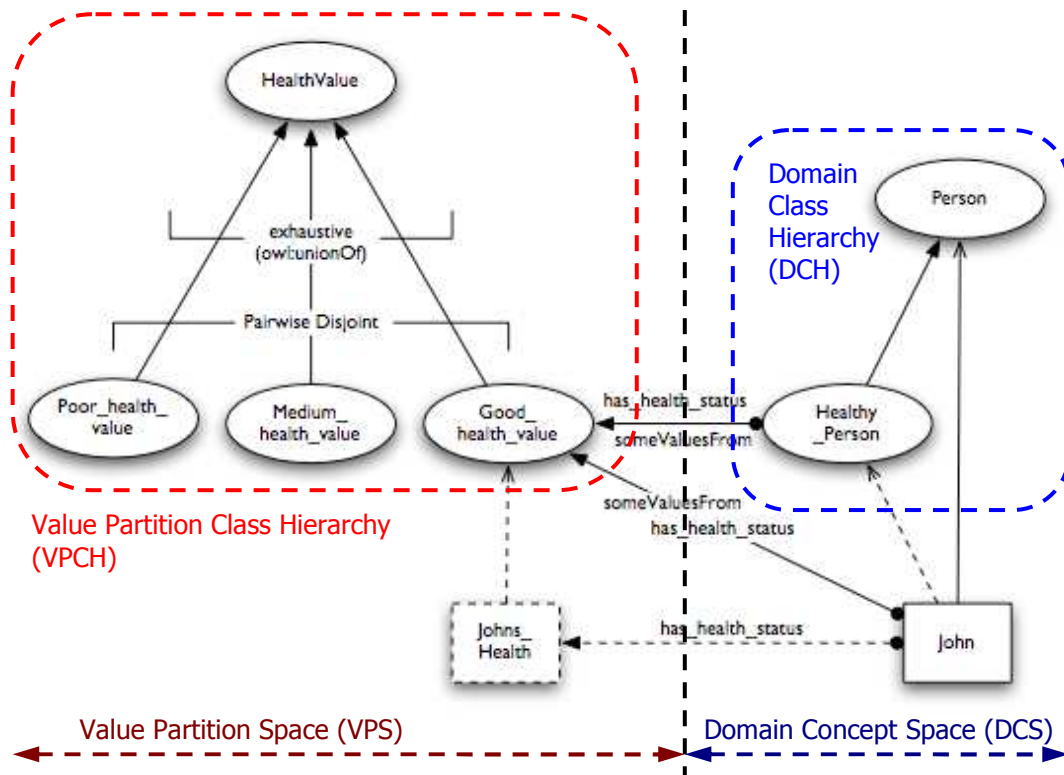 HealthValue
exhaustive
(owl:unionOf)
Pairwise Disjoint
Poor_health_
value
Medium_
health_value
Good_
health_value
Value Partition Class Hierarchy
(VPCH)
Domain
Class
Hierarchy
(DCH)
Person
Healthy
_Person
has_health_status
someValuesFrom
someValuesFrom
has_health_status
Johns_
Health
has_health_status
John
Value Partition Space (VPS)
Domain Concept Space (DCS)